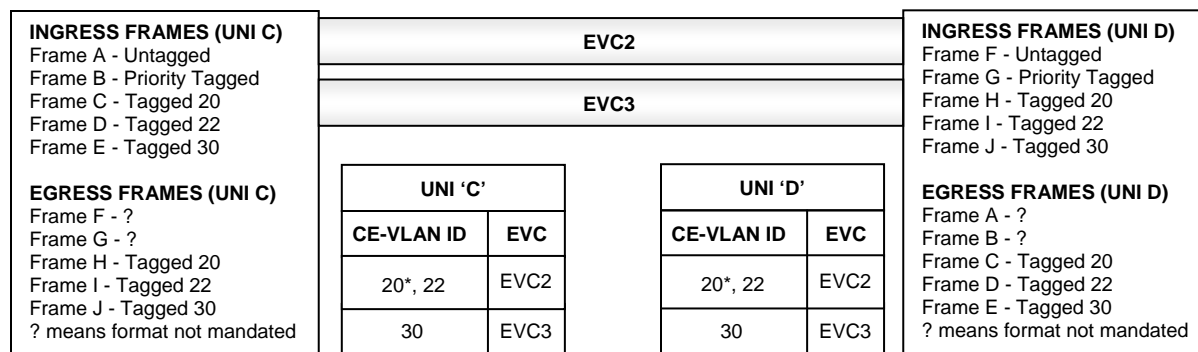 INGRESS FRAMES (UNI C)
Frame A - Untagged
Frame B - Priority Tagged
Frame C - Tagged 20
Frame D - Tagged 22
Frame E - Tagged 30
EGRESS FRAMES (UNI C)
Frame F - ?
Frame G - ?
Frame H - Tagged 20
Frame I - Tagged 22
Frame J - Tagged 30
? means format not mandated
EVC2
EVC3
UNI ‘C’
CE-VLAN ID EVC
20*, 22 EVC2
30 EVC3
UNI ‘D’
CE-VLAN ID EVC
20*, 22 EVC2
30 EVC3
INGRESS FRAMES (UNI D)
Frame F - Untagged
Frame G - Priority Tagged
Frame H - Tagged 20
Frame I - Tagged 22
Frame J - Tagged 30
EGRESS FRAMES (UNI D)
Frame A - ?
Frame B - ?
Frame C - Tagged 20
Frame D - Tagged 22
Frame E - Tagged 30
? means format not mandated